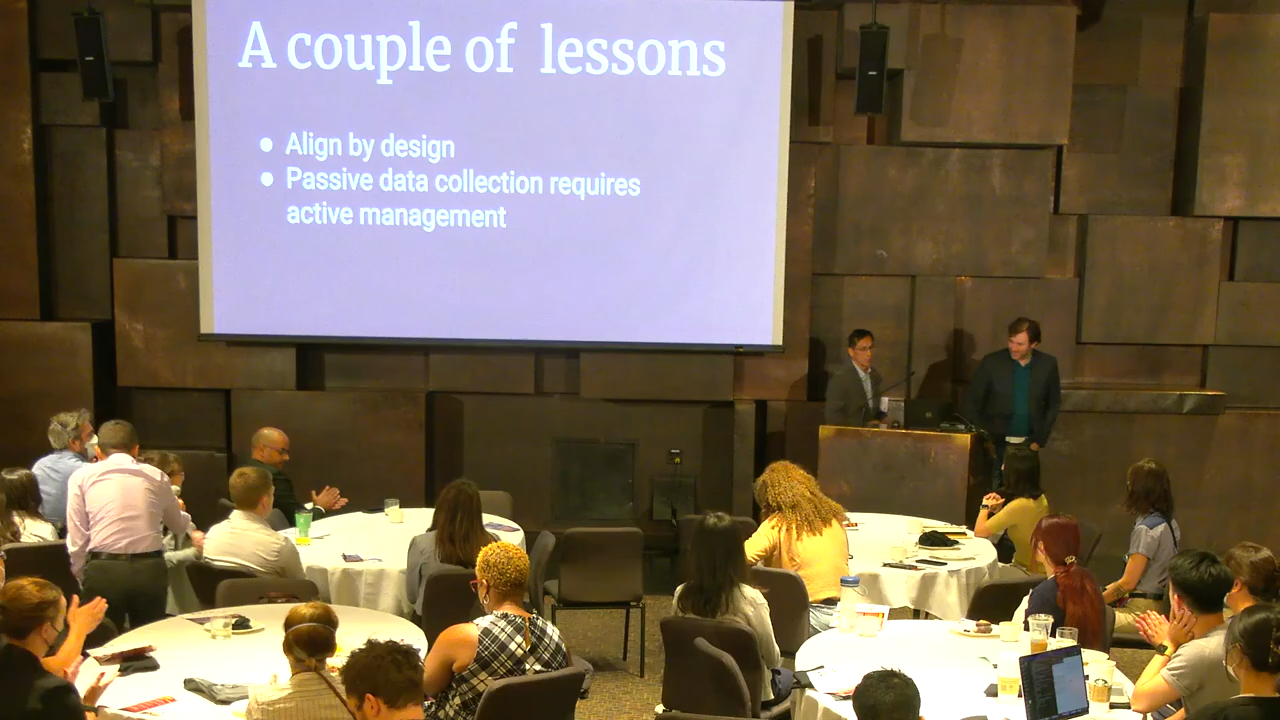 A couple of lessons
● Align by design
● Passive data collection requires
active management